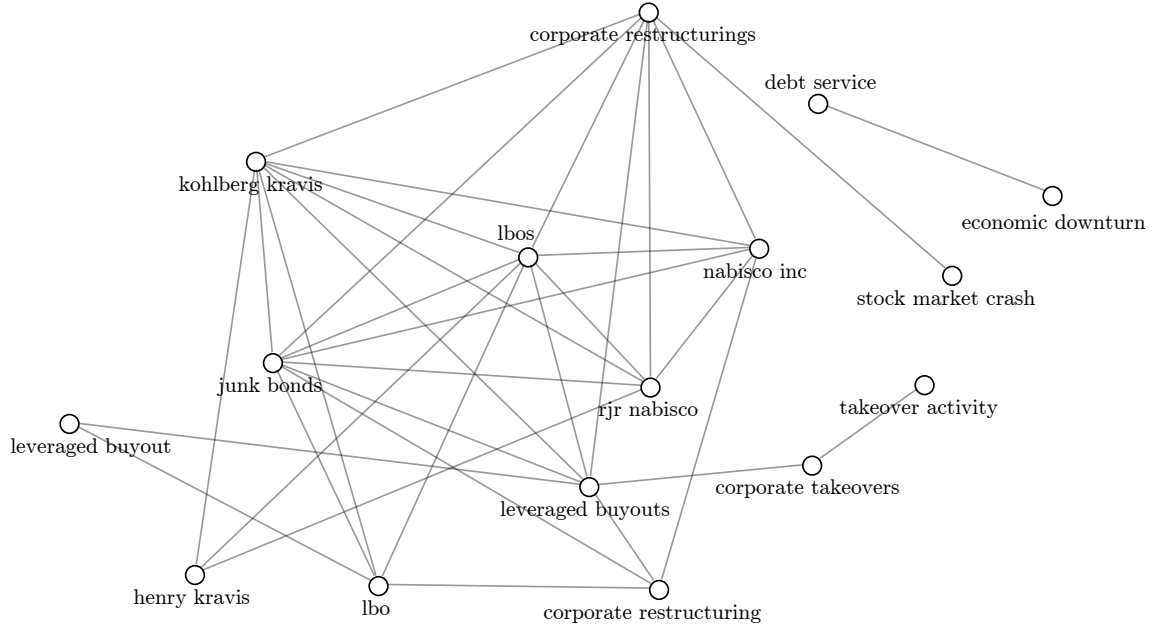 corporate restructurings
debt service
kohlberg kravis
economic downturn
lbos
nabisco inc
stock market crash
junk bonds
rjr nabisco
takeover activity
leveraged buyout
corporate takeovers
leveraged buyouts
henry kravis
lbo
corporate restructuring